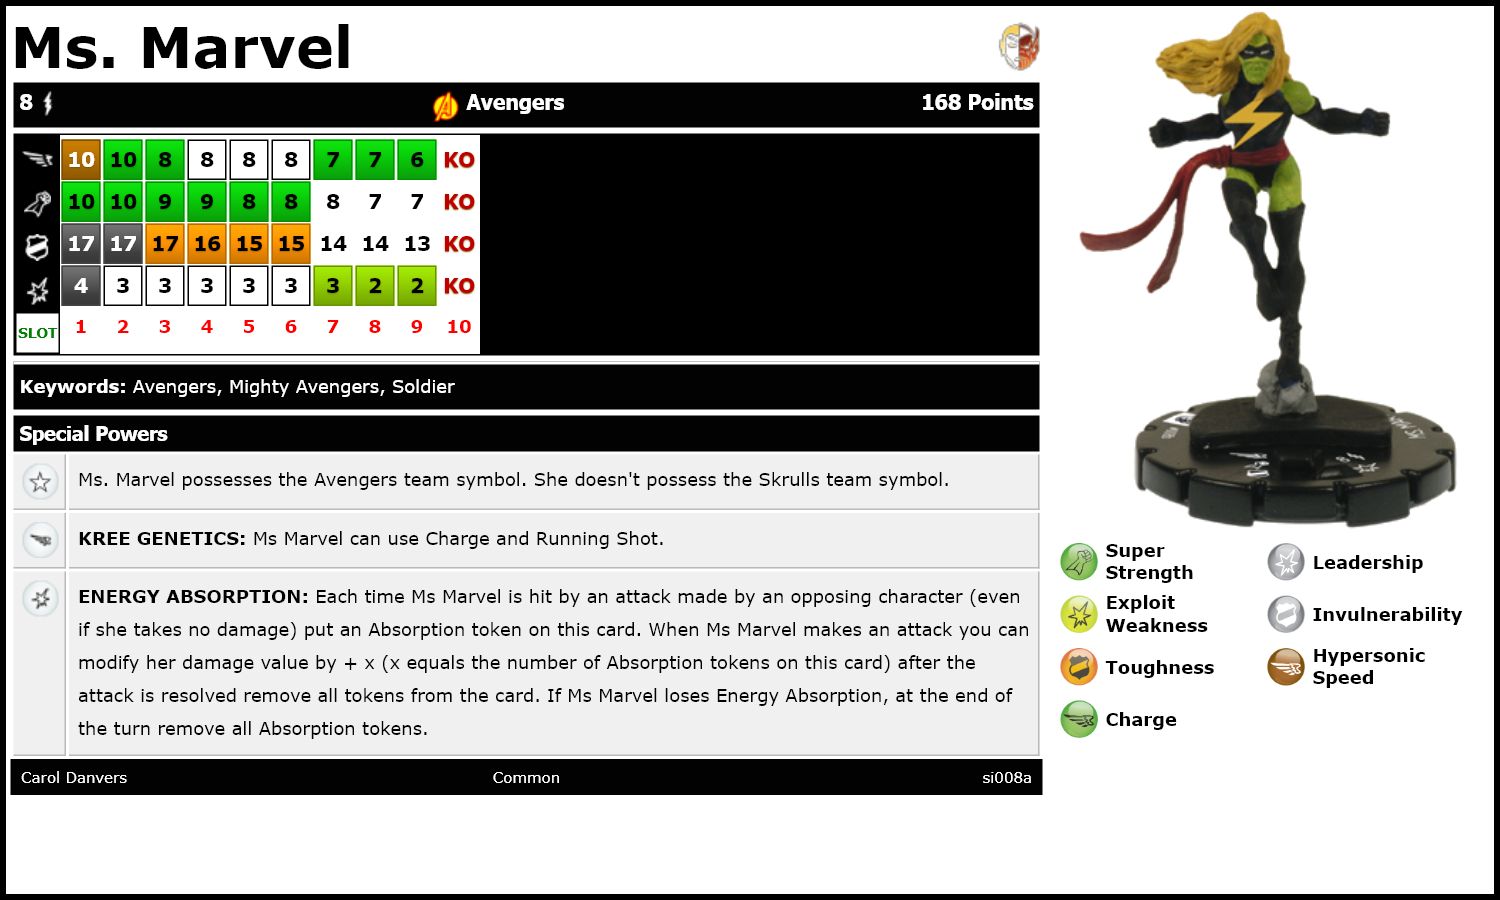 Ms. Marvel
8 Avengers 168 Points
10 10 8 8 8 8 7 7 6 KO
10 10 9 9 8 8 8 7 7 KO
17 17 17 16 15 15 14 14 13 KO
4 3 3 3 3 3 3 2 2 KO
SLOT 1 2 3 4 5 6 7 8 9 10
Keywords: Avengers, Mighty Avengers, Soldier
Special Powers
Ms. Marvel possesses the Avengers team symbol. She doesn't possess the Skrulls team symbol.
KREE GENETICS: Ms Marvel can use Charge and Running Shot.
ENERGY ABSORPTION: Each time Ms Marvel is hit by an attack made by an opposing character (even
if she takes no damage) put an Absorption token on this card. When Ms Marvel makes an attack you can
modify her damage value by + x (x equals the number of Absorption tokens on this card) after the
attack is resolved remove all tokens from the card. If Ms Marvel loses Energy Absorption, at the end of
the turn remove all Absorption tokens.
Carol Danvers Common si008a
Super
Strength
Exploit
Weakness
Toughness
Charge
Leadership
Invulnerability
Hypersonic
Speed